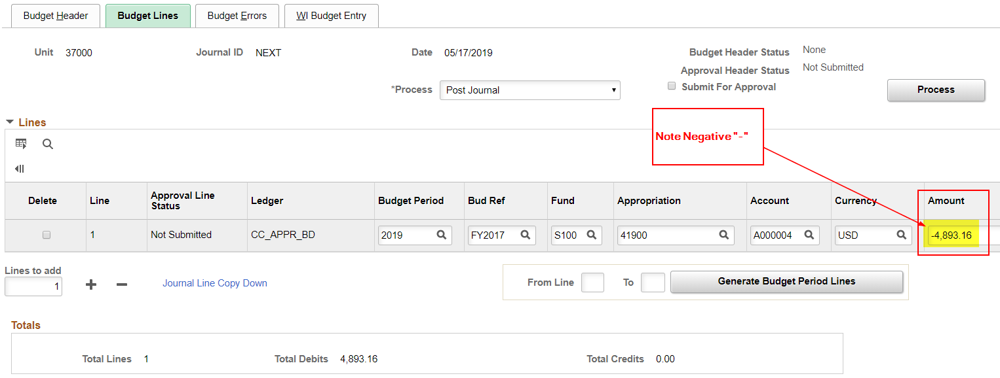 Budget Header
Budget Lines
Budget Errors
WI Budget Entry
Unit 37000
Journal ID NEXT
Date 05/17/2019
Budget Header Status None
Approval Header Status Not Submitted
*Process Post Journal
Submit For Approval
Process
Lines
Note Negative "-"
Delete
Line
Approval Line
Status
Ledger
Budget Period
Bud Ref
Fund
Appropriation
Account
Currency
Amount
1
Not Submitted
CC_APPR_BD
2019
FY2017
S100
41900
A000004
USD
-4,893.16
Lines to add
1
Journal Line Copy Down
From Line
To
Generate Budget Period Lines
Totals
Total Lines 1
Total Debits 4,893.16
Total Credits 0.00